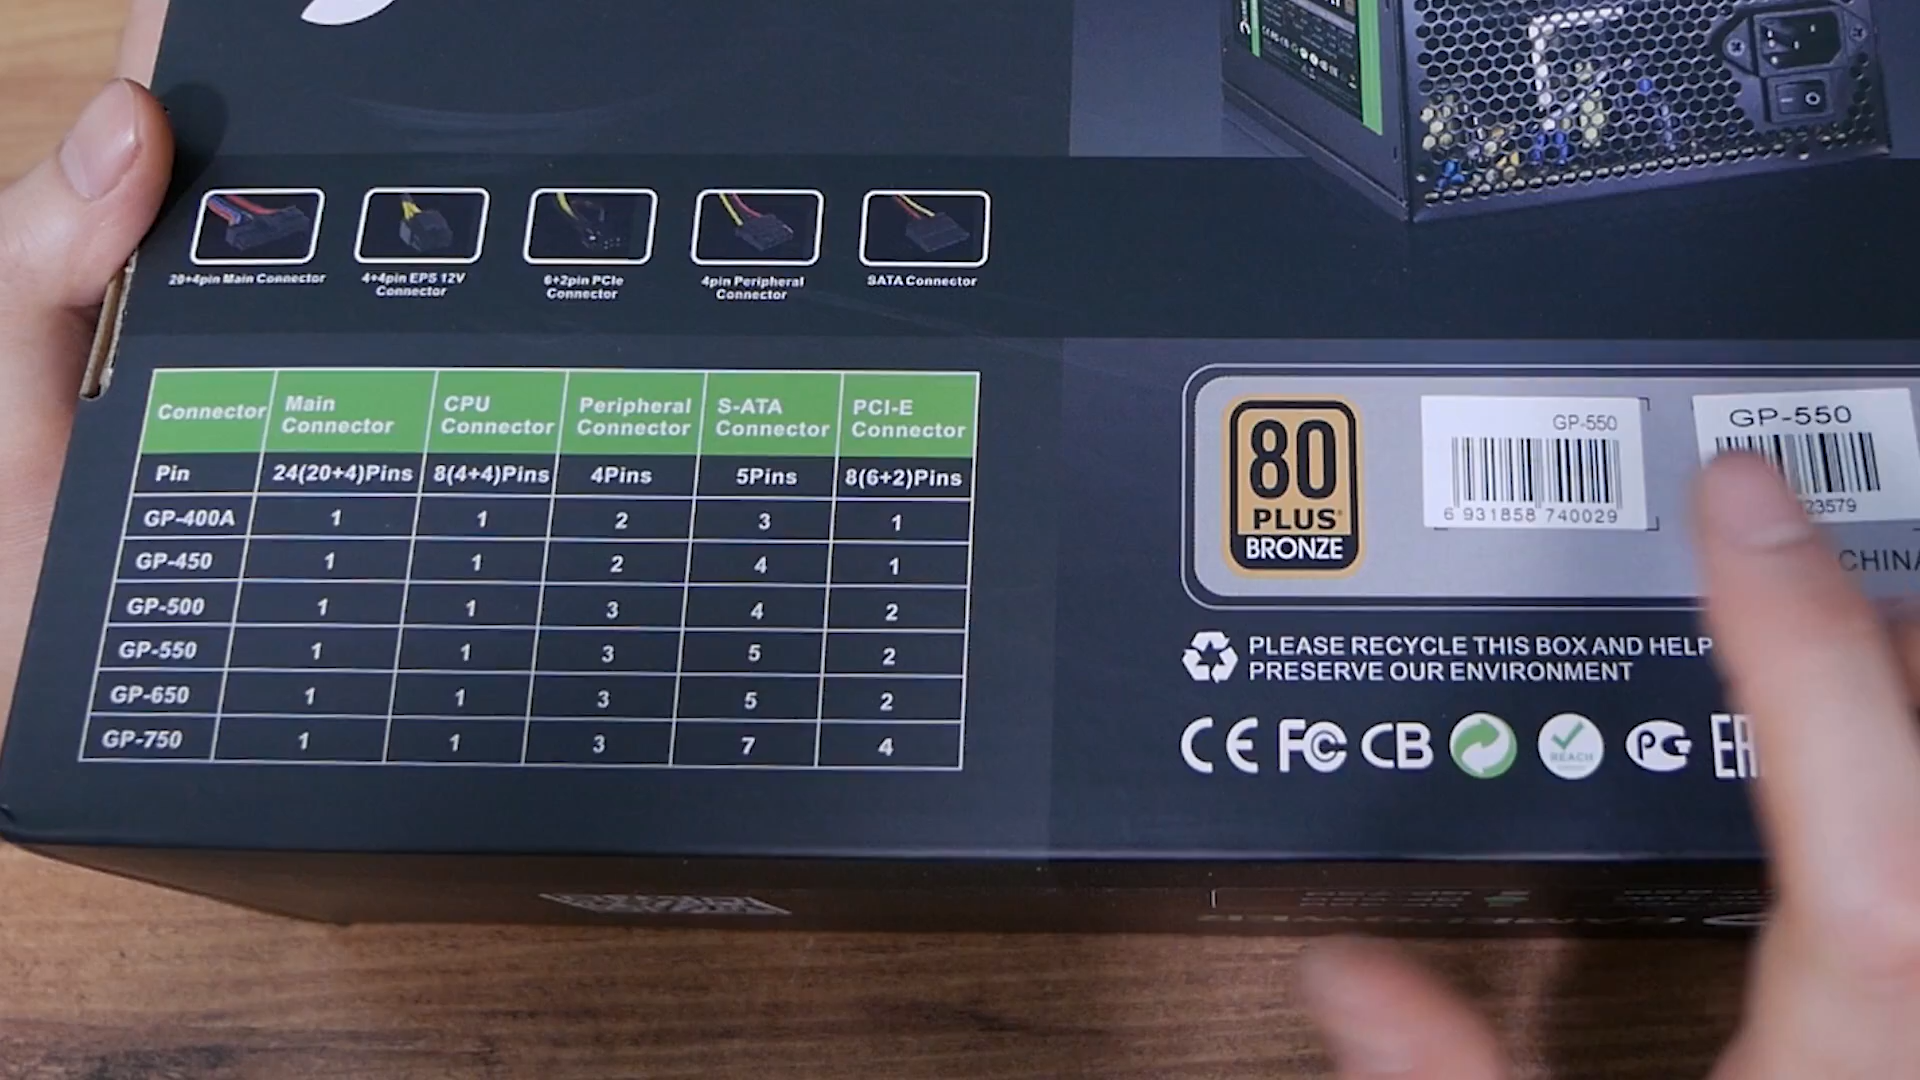 20+4pin Main Connector
4+4pin EPS 12V
Connector
6+2pin PCIe
Connector
4pin Peripheral
Connector
SATA Connector
Connector Main Connector CPU Connector Peripheral Connector S-ATA Connector PCI-E Connector
Pin 24(20+4)Pins 8(4+4)Pins 4Pins 5Pins 8(6+2)Pins
GP-400A 1 1 2 3 1
GP-450 1 1 2 4 1
GP-500 1 1 3 4 2
GP-550 1 1 3 5 2
GP-650 1 1 3 5 2
GP-750 1 1 3 7 4
80
PLUS
BRONZE
GP-550
6 931858 740029
GP-550
23579
CHINA
PLEASE RECYCLE THIS BOX AND HELP
PRESERVE OUR ENVIRONMENT
CE FC CB REACH PG